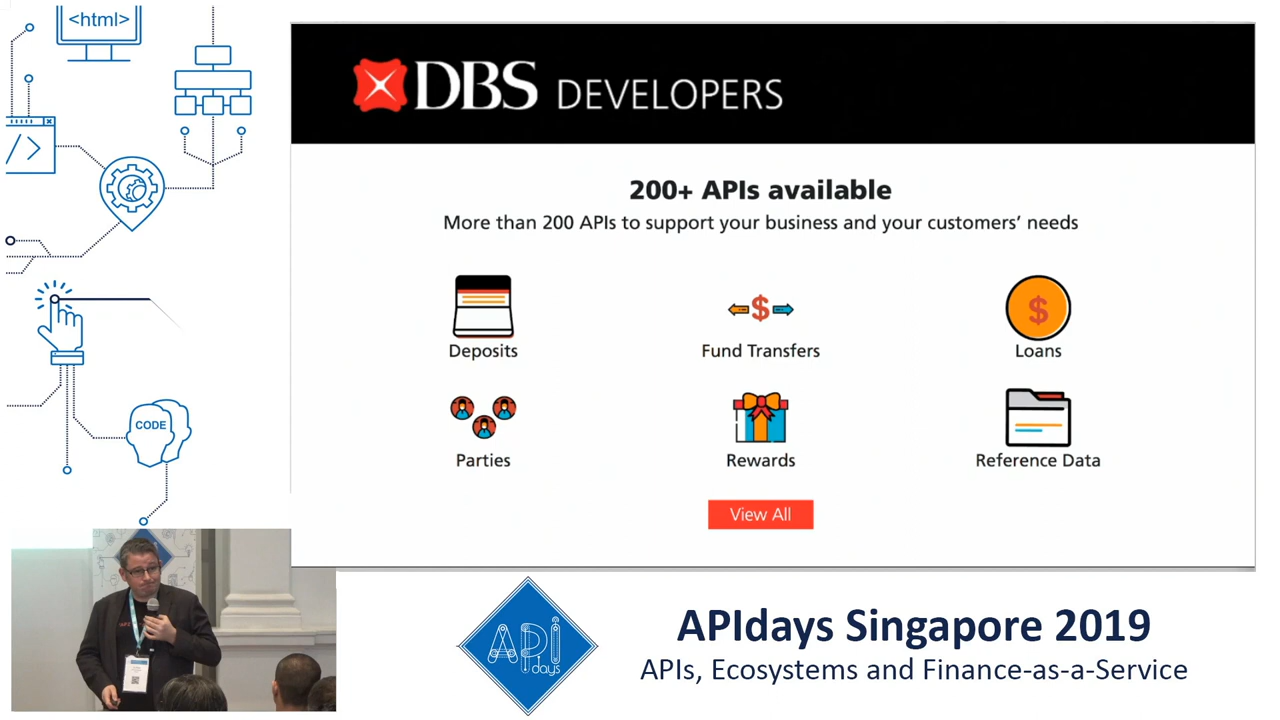 <html>
</>
CODE
DBS DEVELOPERS
200+ APIs available
More than 200 APIs to support your business and your customers' needs
Deposits
Fund Transfers
Loans
Parties
Rewards
Reference Data
View All
API
days
APIdays Singapore 2019
APIs, Ecosystems and Finance-as-a-Service